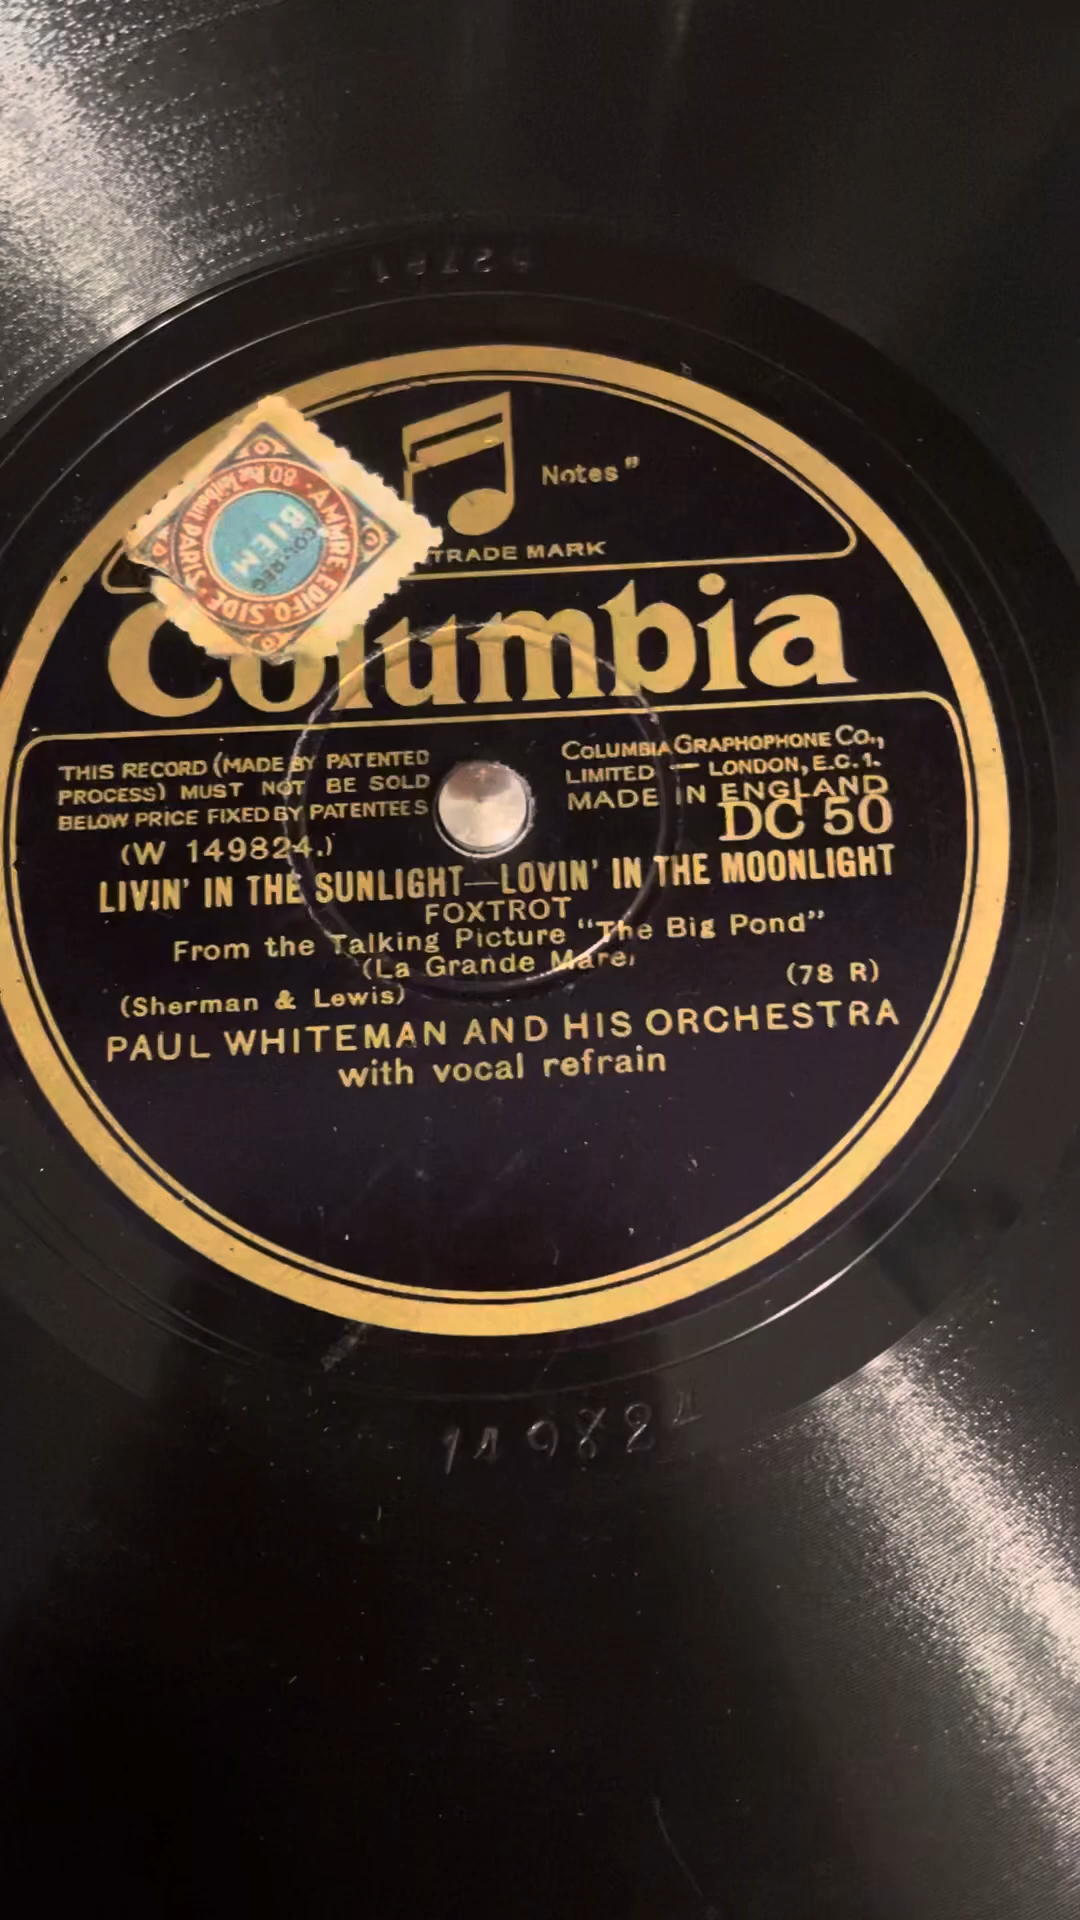 Notes"
TRADE MARK
Columbia
AMMRE EDIFO SIDE
PARIS
BIEM
THIS RECORD (MADE BY PATENTED
PROCESS) MUST NOT BE SOLD
BELOW PRICE FIXED BY PATENTEES
COLUMBIA GRAPHOPHONE CO.,
LIMITED — LONDON, E.C.1.
MADE IN ENGLAND
DC 50
(W 149824.)
LIVIN' IN THE SUNLIGHT—LOVIN' IN THE MOONLIGHT
FOXTROT
From the Talking Picture "The Big Pond"
(La Grande Mare)
(78 R)
(Sherman & Lewis)
PAUL WHITEMAN AND HIS ORCHESTRA
with vocal refrain
149824